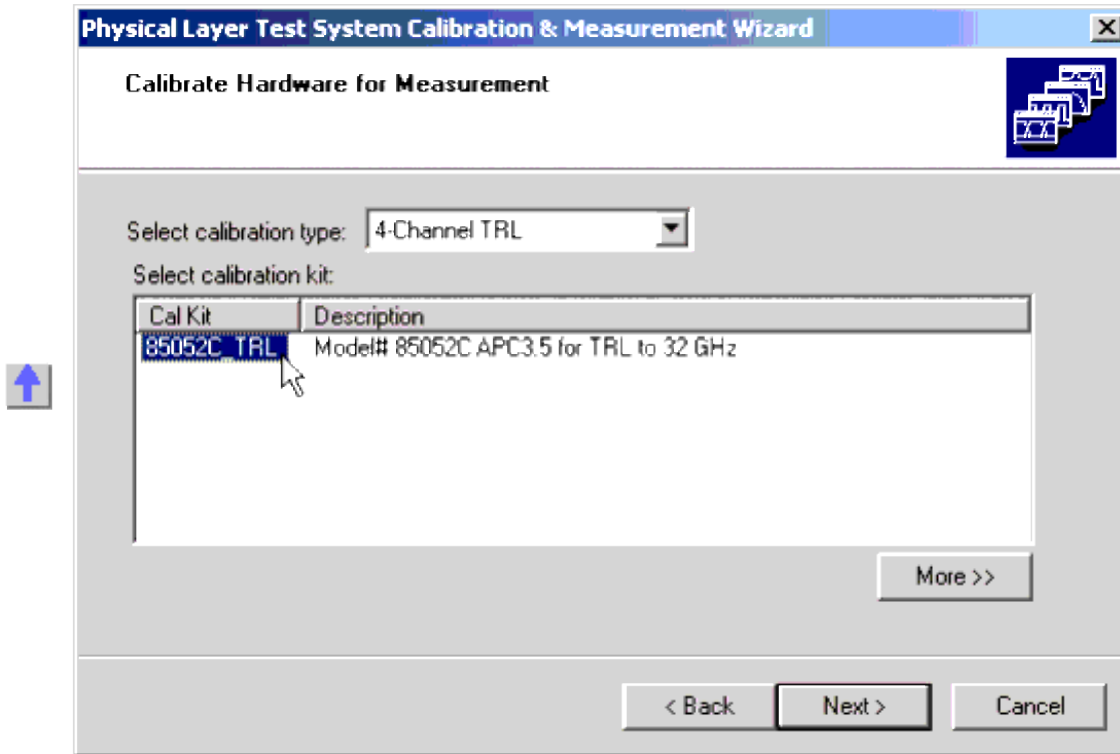 Physical Layer Test System Calibration & Measurement Wizard
Calibrate Hardware for Measurement
Select calibration type: 4-Channel TRL
Select calibration kit:
Cal Kit Description
85052C_TRL Model# 85052C APC3.5 for TRL to 32 GHz
More >>
< Back Next > Cancel